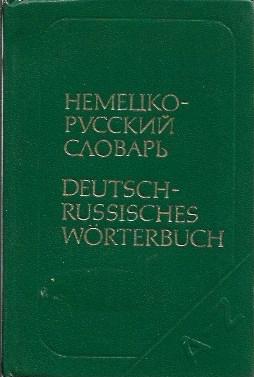 НЕМЕЦКО-
РУССКИЙ
СЛОВАРЬ
DEUTSCH-
RUSSISCHES
WÖRTERBUCH
A-Z